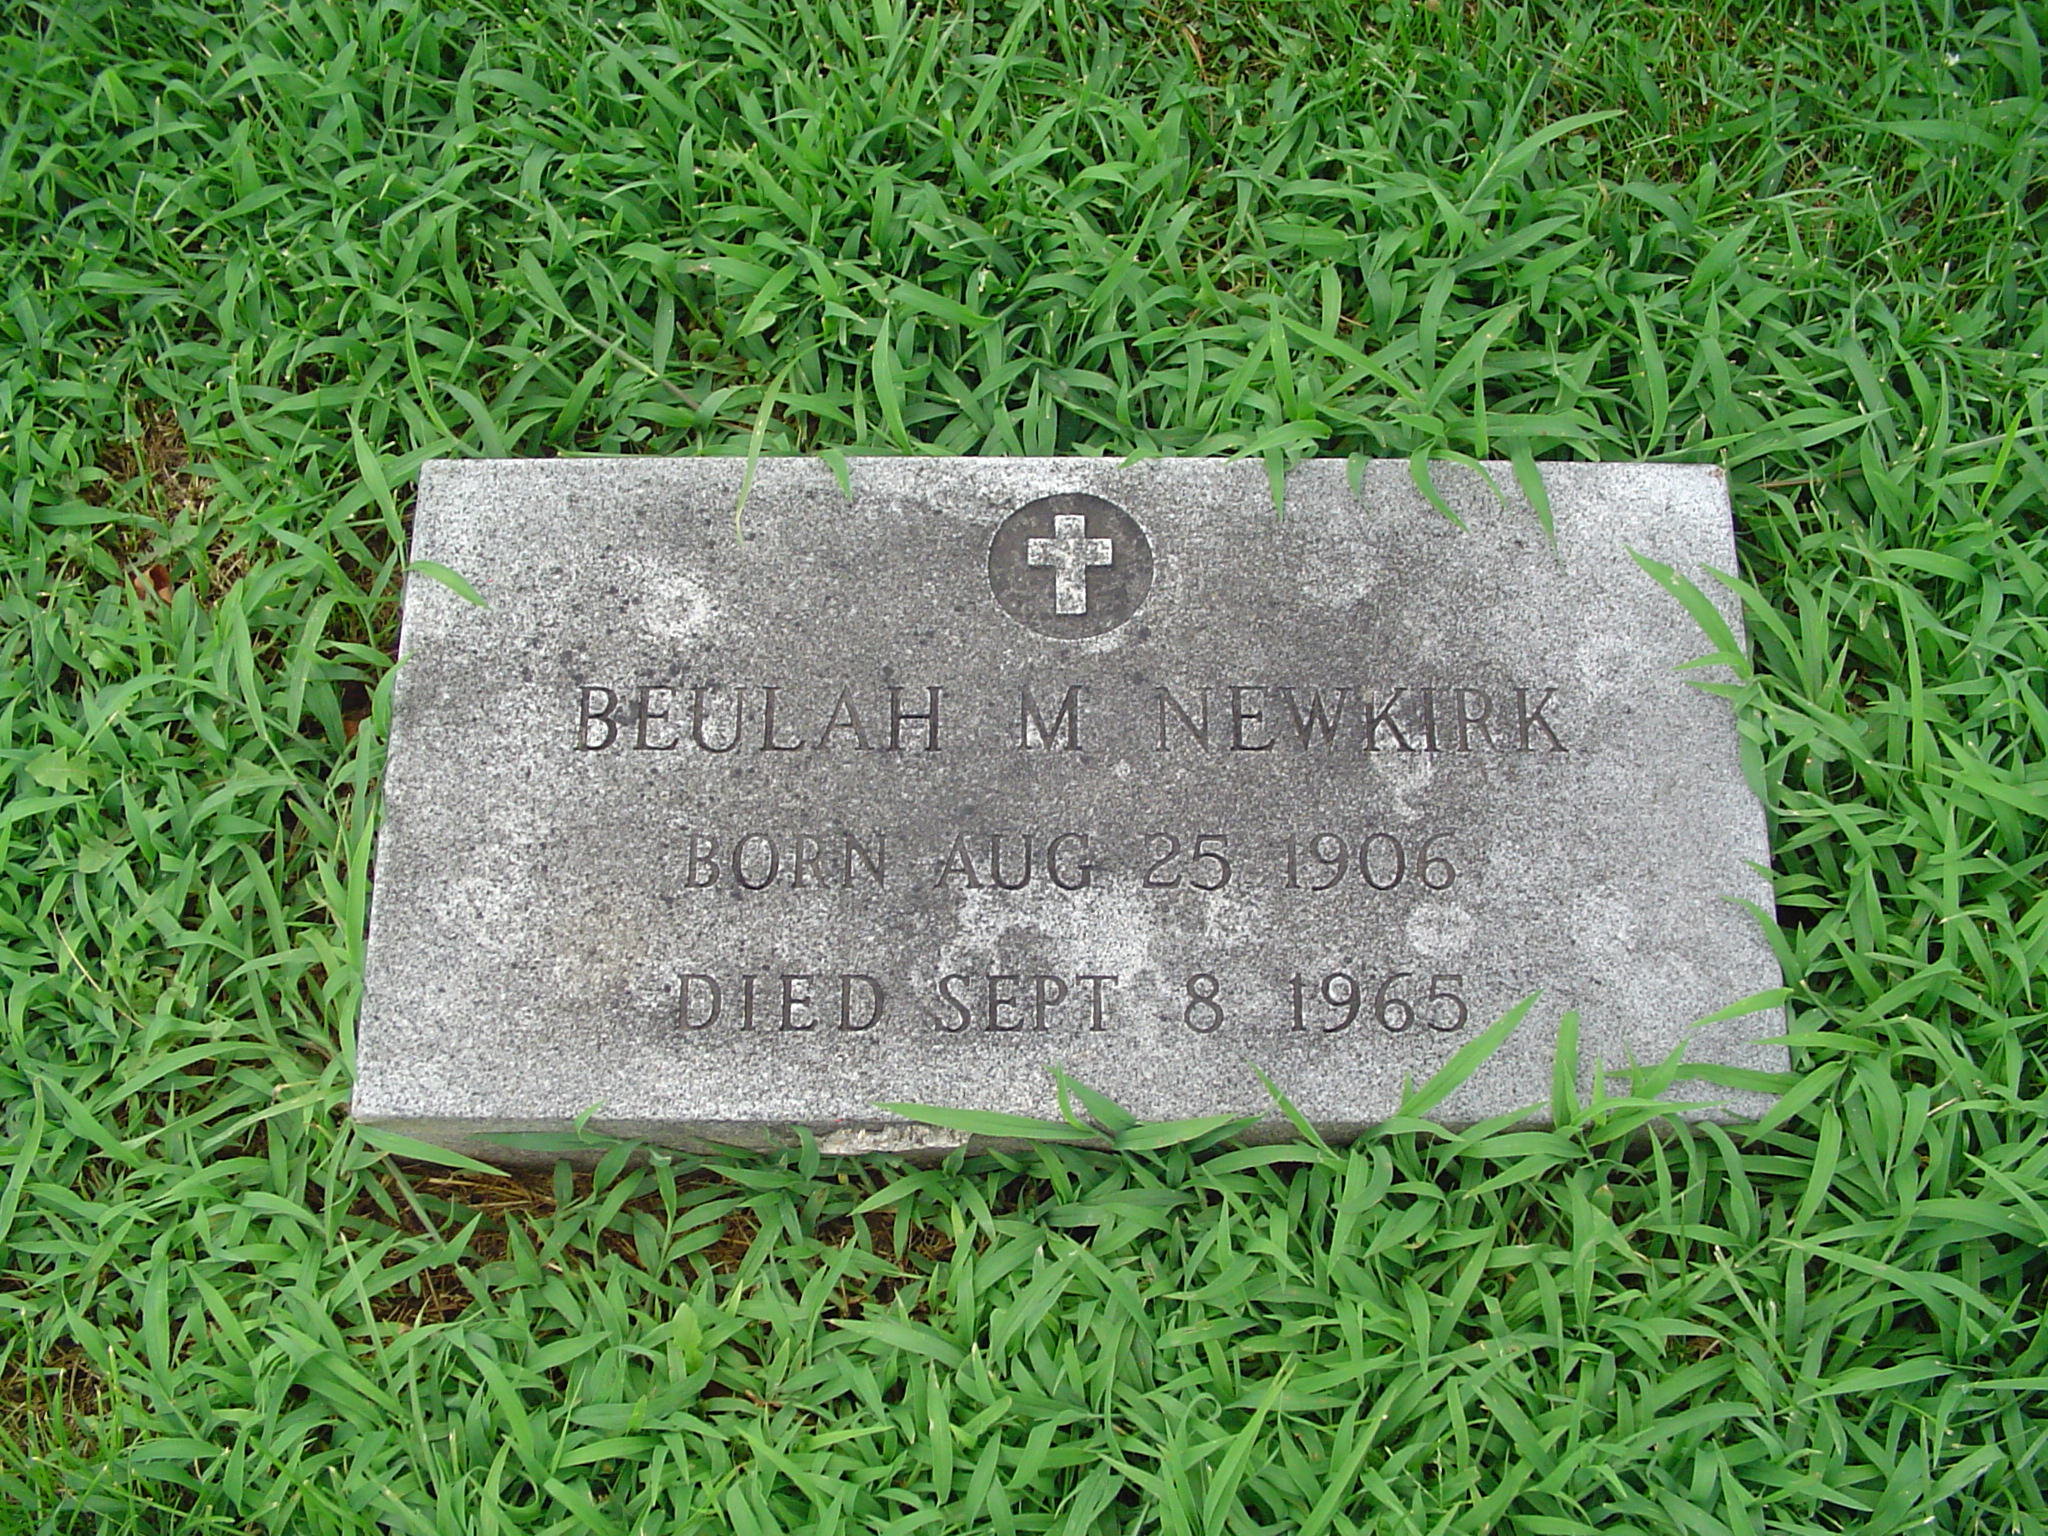 BEULAH M NEWKIRK
BORN AUG 25 1906
DIED SEPT 8 1965